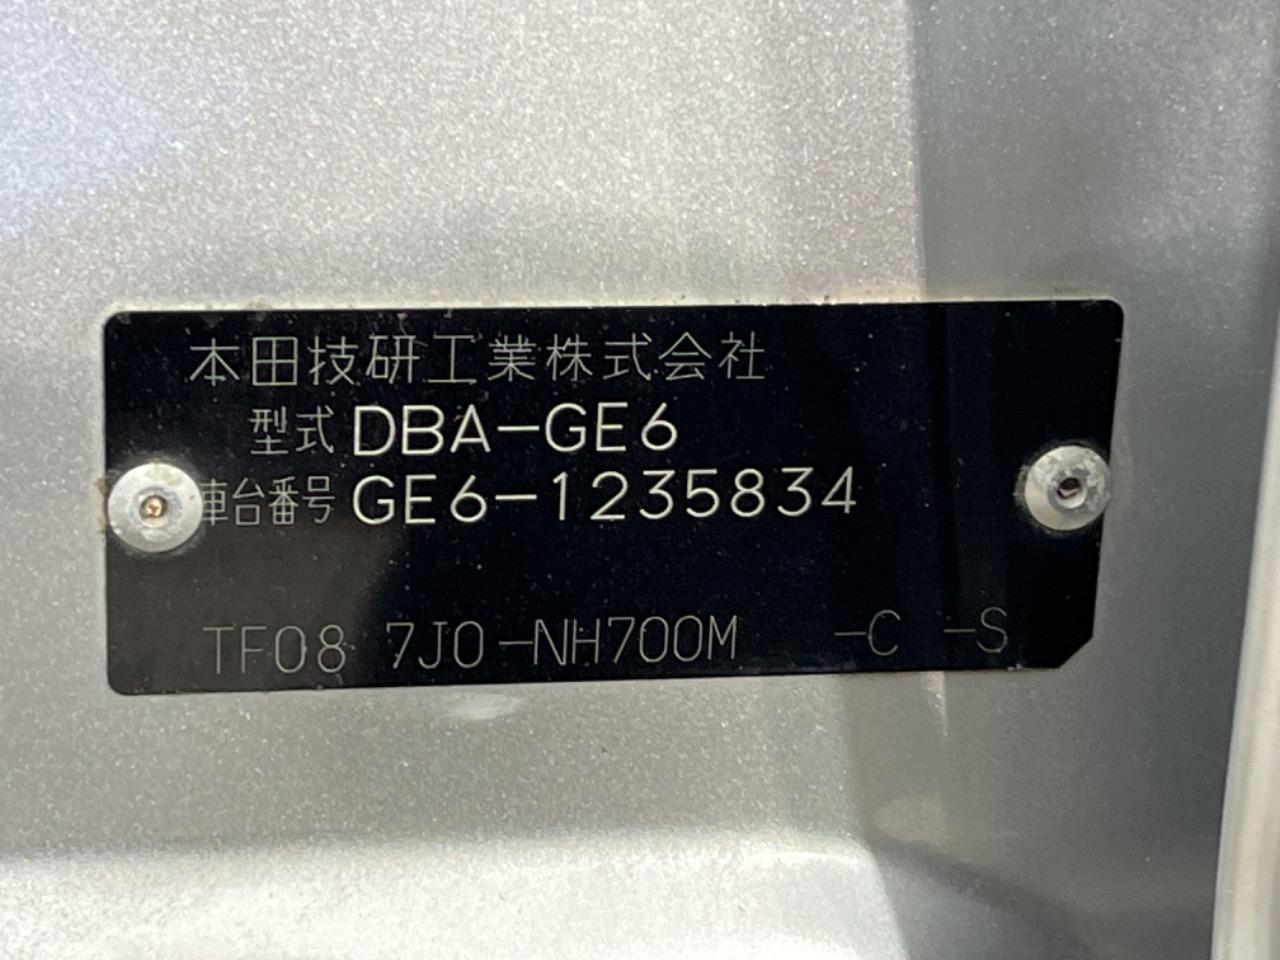 本田技研工業株式会社
型式 DBA-GE6
車台番号 GE6-1235834
TF08 7J0-NH700M -C -S